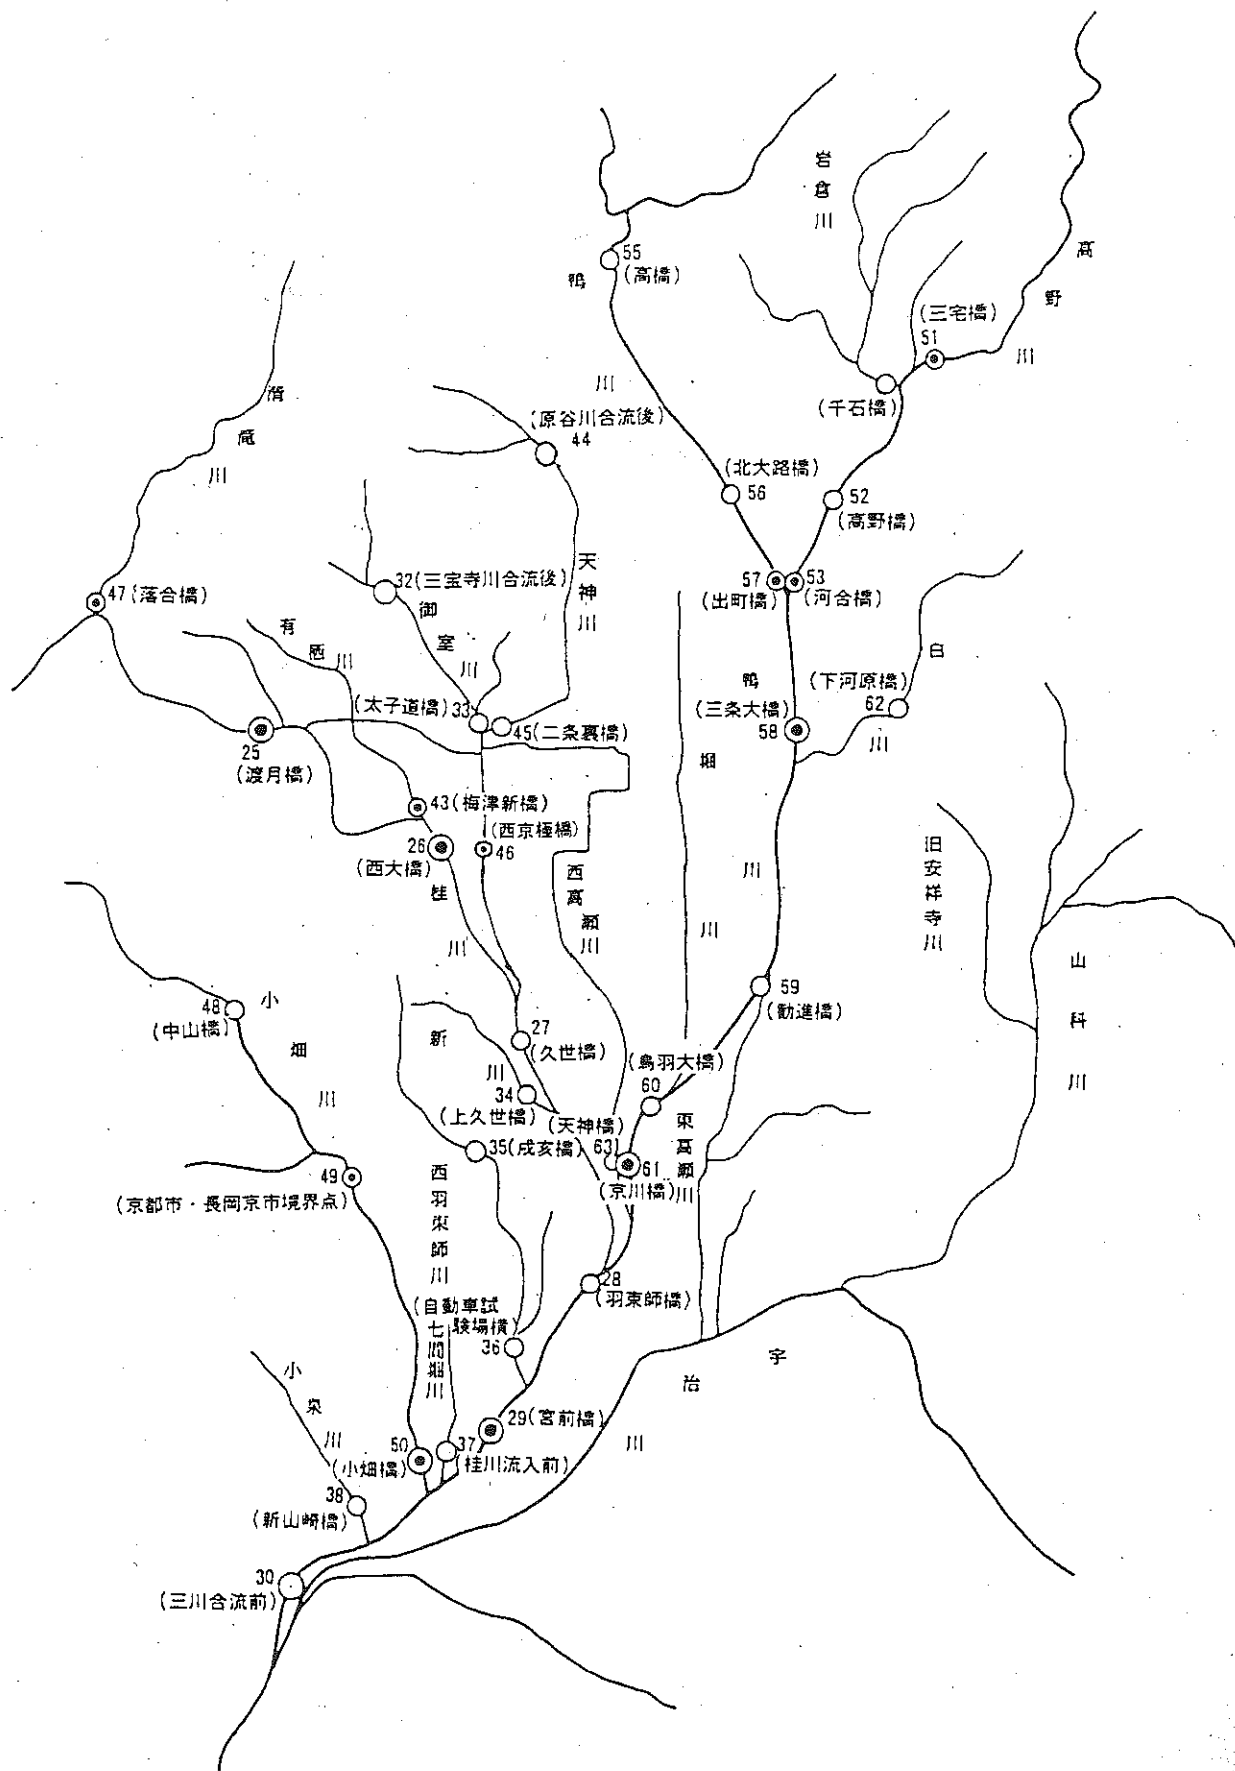 岩倉川
高野川
55
(高橋)
鴨川
(三宅橋)
51
(千石橋)
清滝川
(原谷川合流後)
44
(北大路橋)
56
52
(高野橋)
天神川
47(落合橋)
32(三宝寺川合流後)
御室川
57
(出町橋)
53
(河合橋)
有栖川
白川
(下河原橋)
62
鴨川
(三条大橋)
58
(太子道橋)
33
45(二条裏橋)
25
(渡月橋)
堀川
43(梅津新橋)
(西京極橋)
46
26
(西大橋)
桂川
西高瀬川
旧安祥寺川
山科川
59
(勧進橋)
48
(中山橋)
小畑川
新川
27
(久世橋)
(鳥羽大橋)
60
34
(上久世橋)
(天神橋)
63
35(戌亥橋)
61
(京川橋)
東高瀬川
49
(京都市・長岡京市境界点)
西羽束師川
28
(羽束師橋)
(自動車試
験場横)
36
七間堀川
宇治川
小泉川
29(宮前橋)
50
(小畑橋)
37
(桂川流入前)
38
(新山崎橋)
30
(三川合流前)